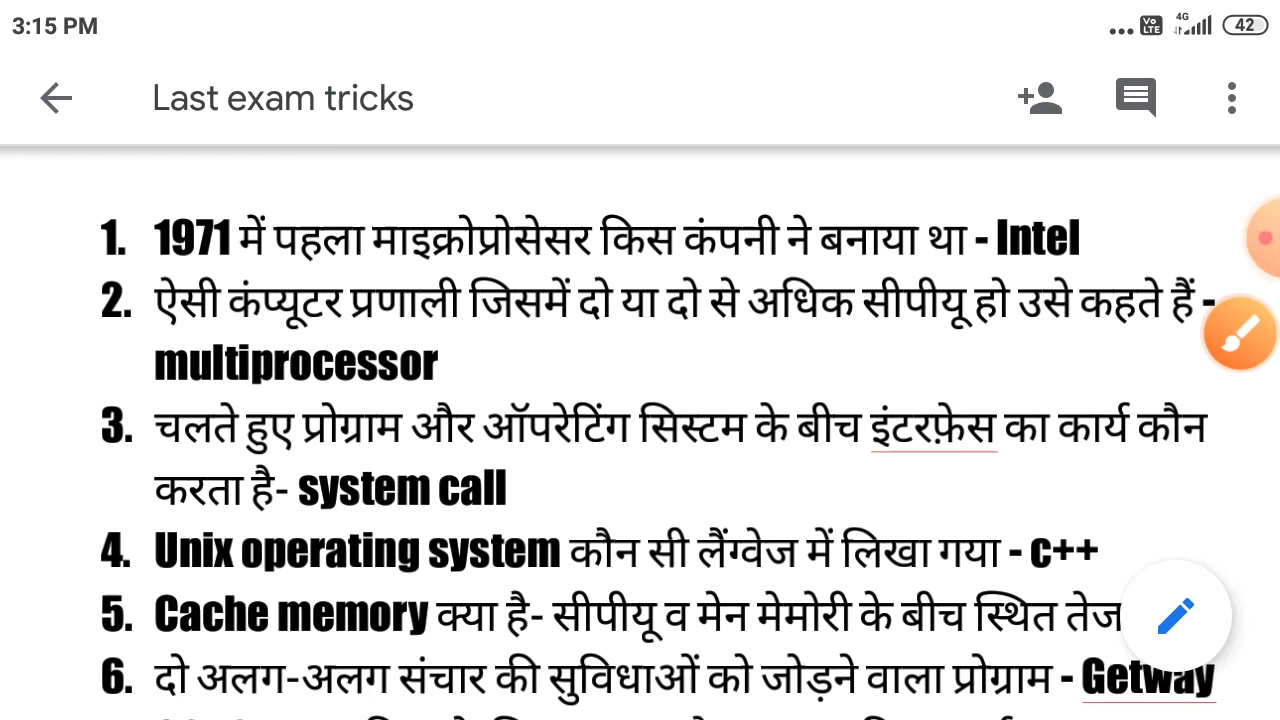 3:15 PM
Vo LTE 4G 42
Last exam tricks
1. 1971 में पहला माइक्रोप्रोसेसर किस कंपनी ने बनाया था - Intel
2. ऐसी कंप्यूटर प्रणाली जिसमें दो या दो से अधिक सीपीयू हो उसे कहते हैं -
multiprocessor
3. चलते हुए प्रोग्राम और ऑपरेटिंग सिस्टम के बीच इंटरफ़ेस का कार्य कौन
करता है- system call
4. Unix operating system कौन सी लैंग्वेज में लिखा गया - c++
5. Cache memory क्या है- सीपीयू व मेन मेमोरी के बीच स्थित तेज
6. दो अलग-अलग संचार की सुविधाओं को जोड़ने वाला प्रोग्राम - Getway